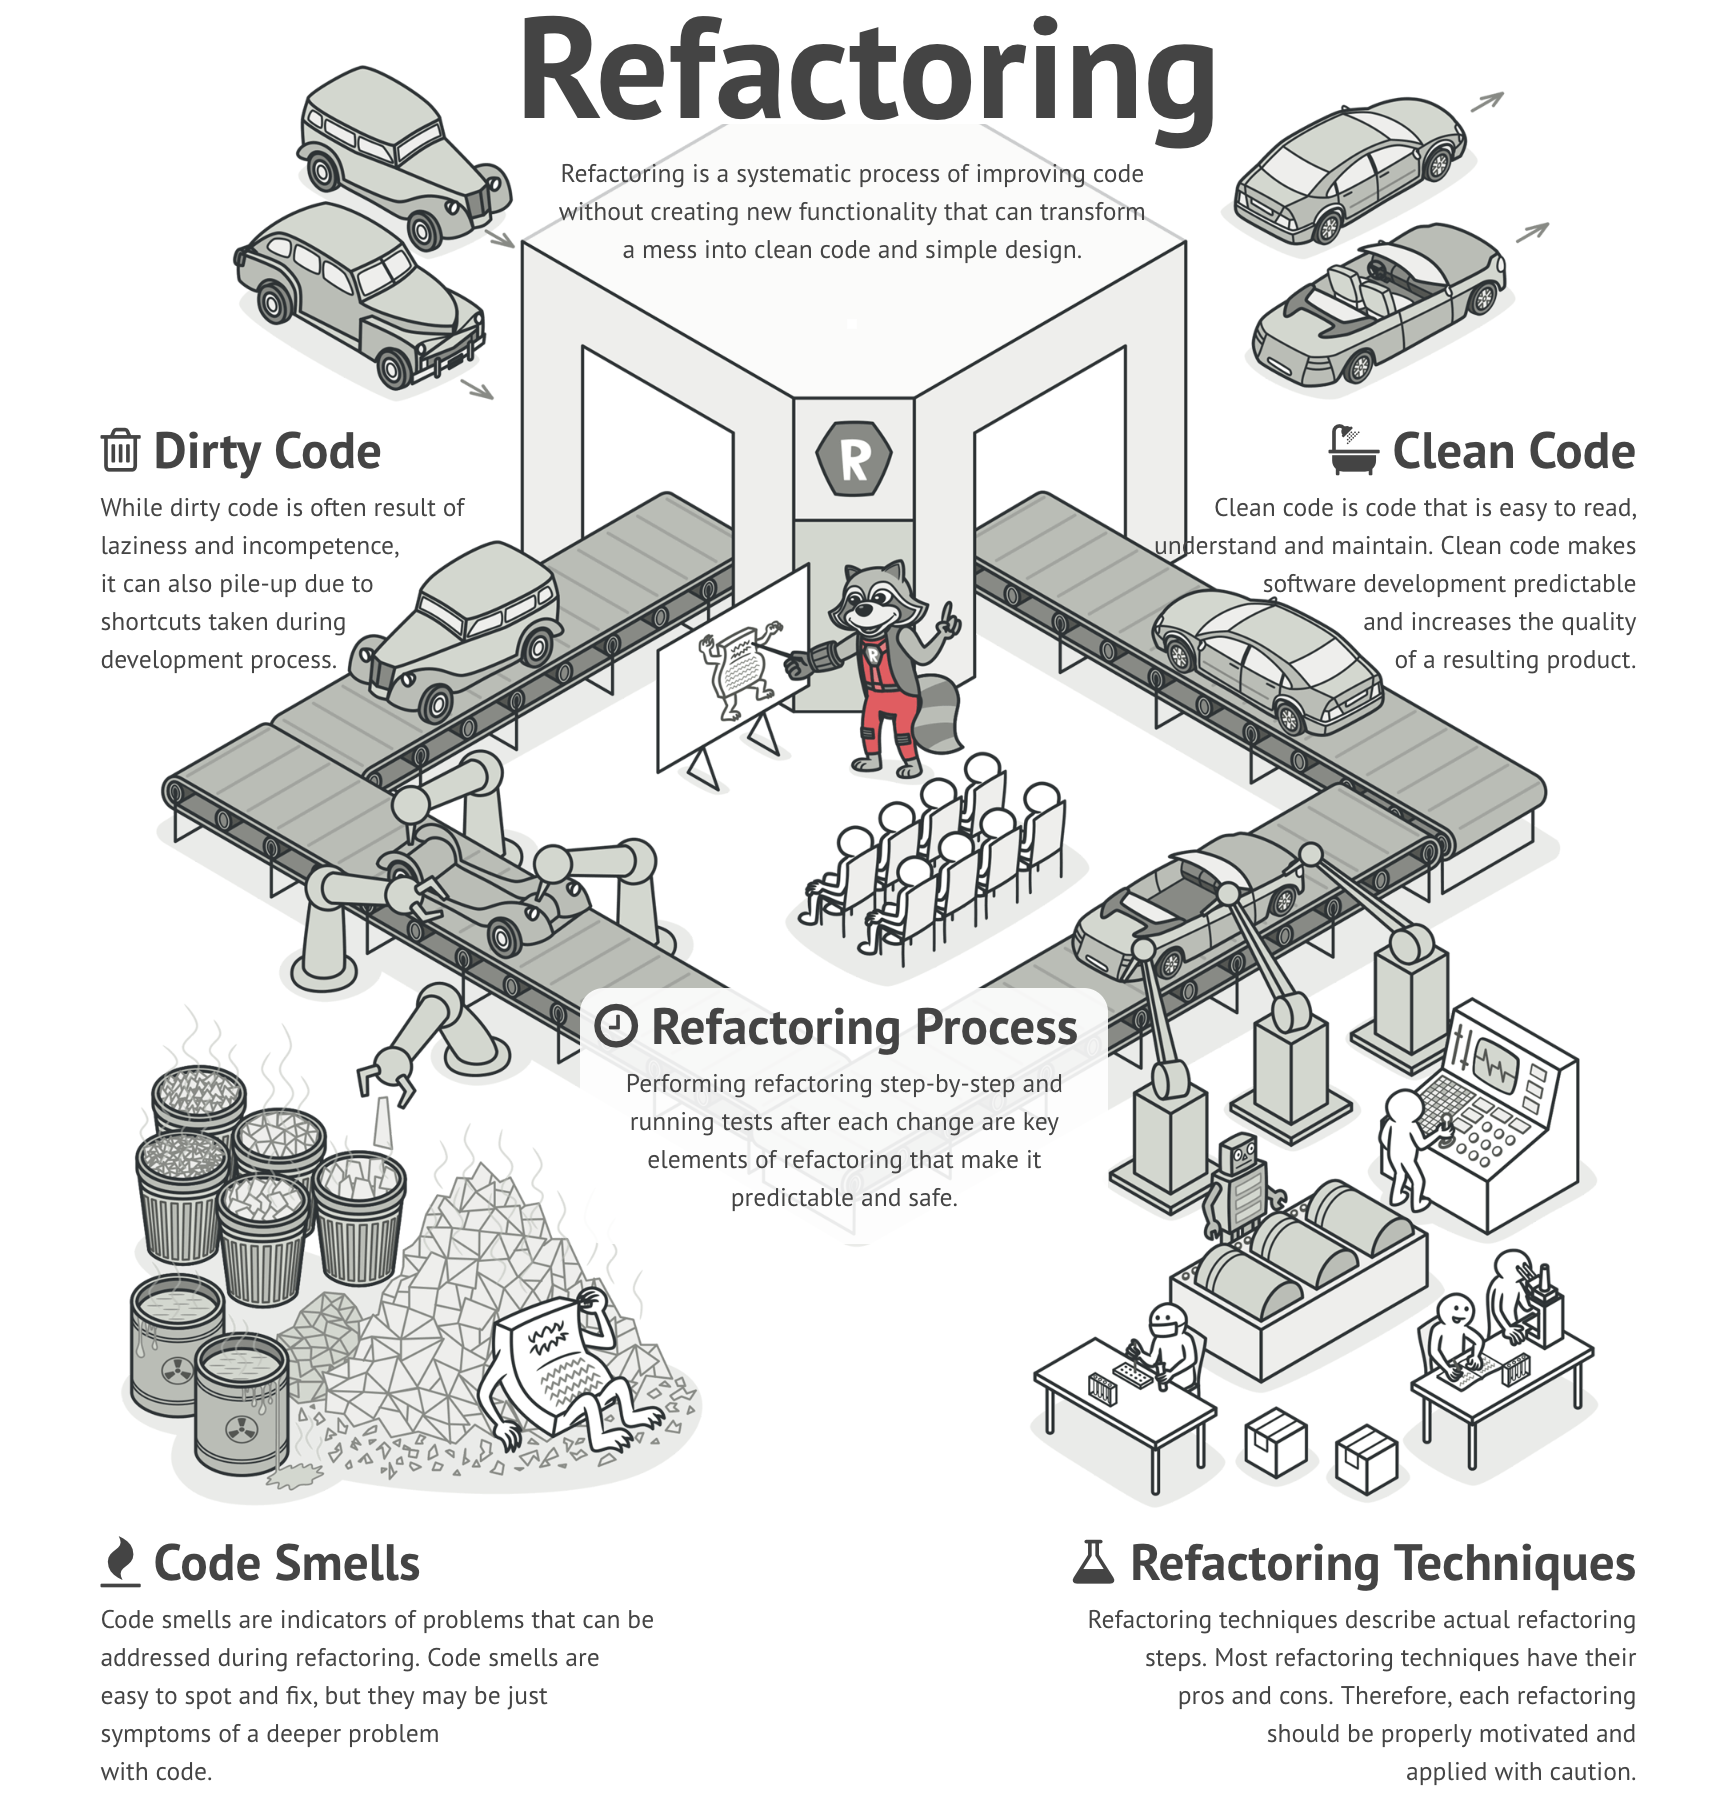 Refactoring
Refactoring is a systematic process of improving code
without creating new functionality that can transform
a mess into clean code and simple design.
R
Dirty Code
While dirty code is often result of
laziness and incompetence,
it can also pile-up due to
shortcuts taken during
development process.
Clean Code
Clean code is code that is easy to read,
understand and maintain. Clean code makes
software development predictable
and increases the quality
of a resulting product.
R
Refactoring Process
Performing refactoring step-by-step and
running tests after each change are key
elements of refactoring that make it
predictable and safe.
Code Smells
Code smells are indicators of problems that can be
addressed during refactoring. Code smells are
easy to spot and fix, but they may be just
symptoms of a deeper problem
with code.
Refactoring Techniques
Refactoring techniques describe actual refactoring
steps. Most refactoring techniques have their
pros and cons. Therefore, each refactoring
should be properly motivated and
applied with caution.